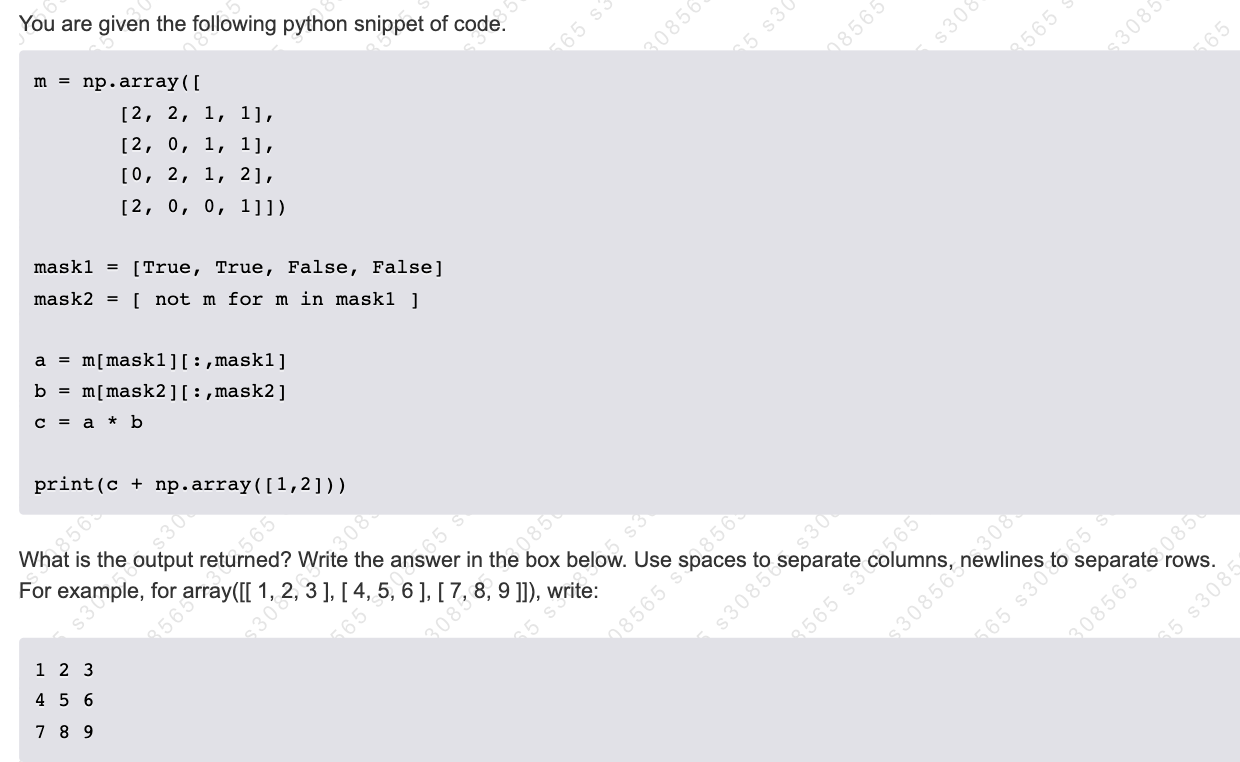 You are given the following python snippet of code.
m = np.array([
[2, 2, 1, 1],
[2, 0, 1, 1],
[0, 2, 1, 2],
[2, 0, 0, 1]])
mask1 = [True, True, False, False]
mask2 = [ not m for m in mask1 ]
a = m[mask1][:,mask1]
b = m[mask2][:,mask2]
c = a * b
print(c + np.array([1,2]))
What is the output returned? Write the answer in the box below. Use spaces to separate columns, newlines to separate rows.
For example, for array([[ 1, 2, 3 ], [ 4, 5, 6 ], [ 7, 8, 9 ]]), write:
1 2 3
4 5 6
7 8 9